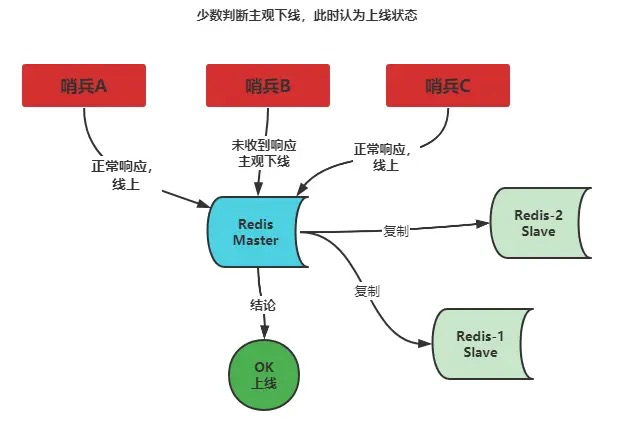 少数判断主观下线，此时认为上线状态
哨兵A
哨兵B
哨兵C
正常响应，
线上
未收到响应
主观下线
正常响应，
线上
Redis
Master
复制
Redis-2
Slave
复制
结论
Redis-1
Slave
OK
上线